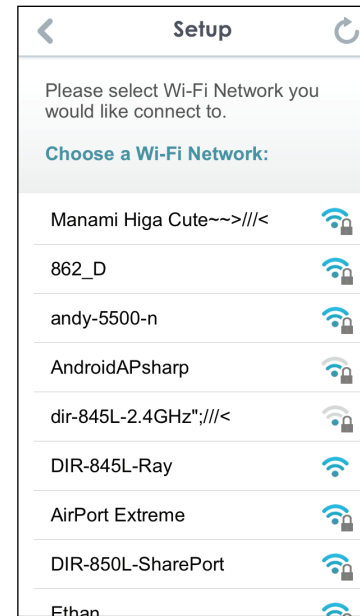 Setup
Please select Wi-Fi Network you
would like connect to.
Choose a Wi-Fi Network:
Manami Higa Cute~~>///<
862_D
andy-5500-n
AndroidAPsharp
dir-845L-2.4GHz";///<
DIR-845L-Ray
AirPort Extreme
DIR-850L-SharePort
Ethan